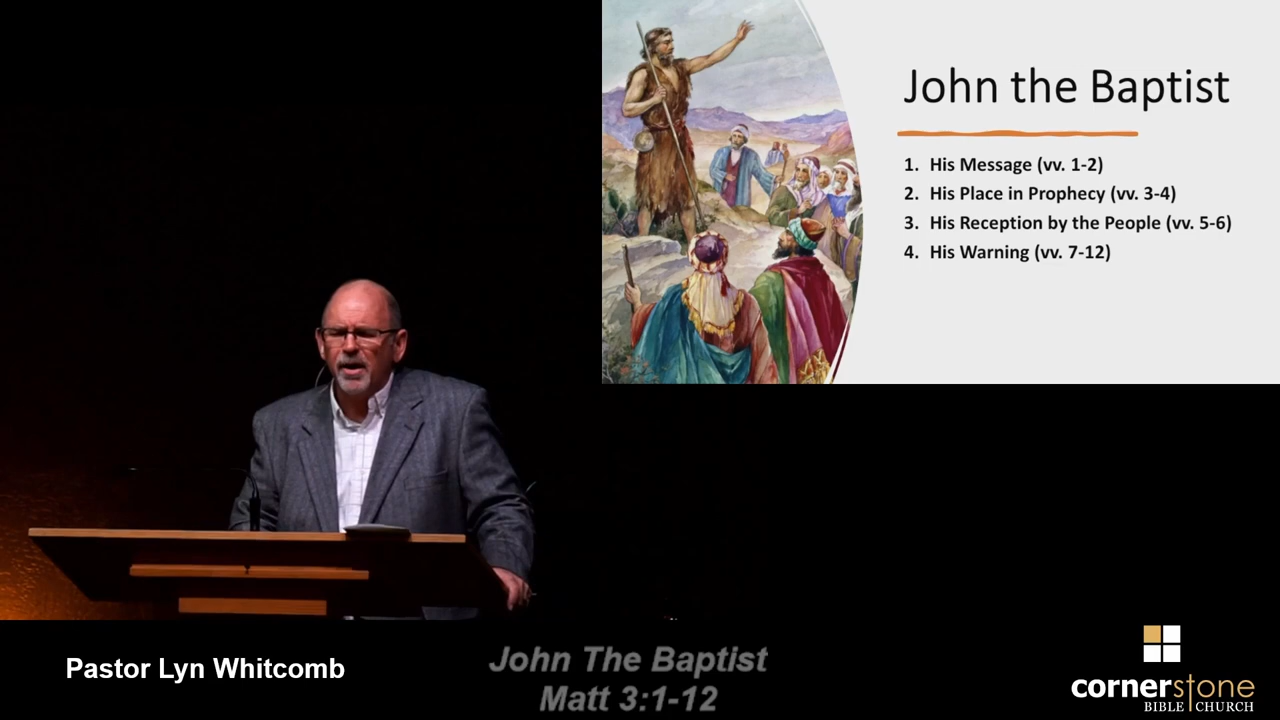 John the Baptist
1. His Message (vv. 1-2)
2. His Place in Prophecy (vv. 3-4)
3. His Reception by the People (vv. 5-6)
4. His Warning (vv. 7-12)
Pastor Lyn Whitcomb
John The Baptist
Matt 3:1-12
cornerstone
BIBLE CHURCH